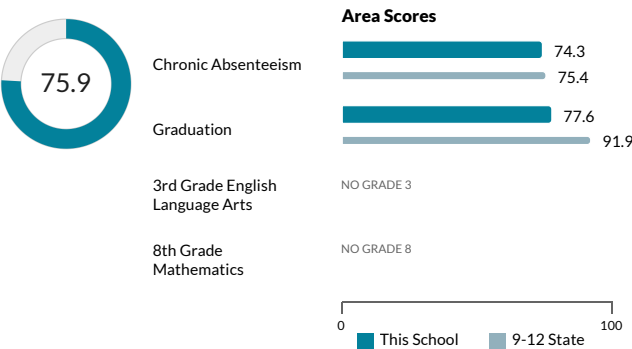 Area Scores
75.9
Chronic Absenteeism
74.3
75.4
Graduation
77.6
91.9
3rd Grade English
Language Arts
NO GRADE 3
8th Grade
Mathematics
NO GRADE 8
0
100
This School
9-12 State